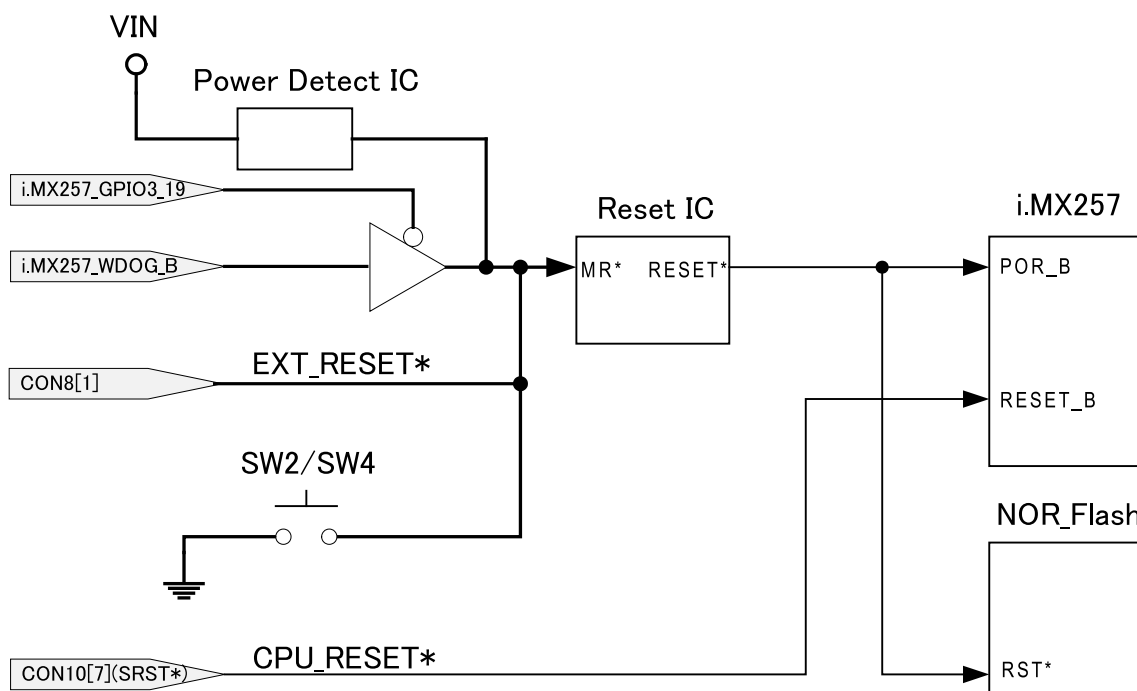 VIN
Power Detect IC
i.MX257_GPIO3_19
Reset IC
i.MX257
i.MX257_WDOG_B
MR*
RESET*
POR_B
EXT_RESET*
CON8[1]
RESET_B
SW2/SW4
NOR_Flash
CPU_RESET*
CON10[7](SRST*)
RST*